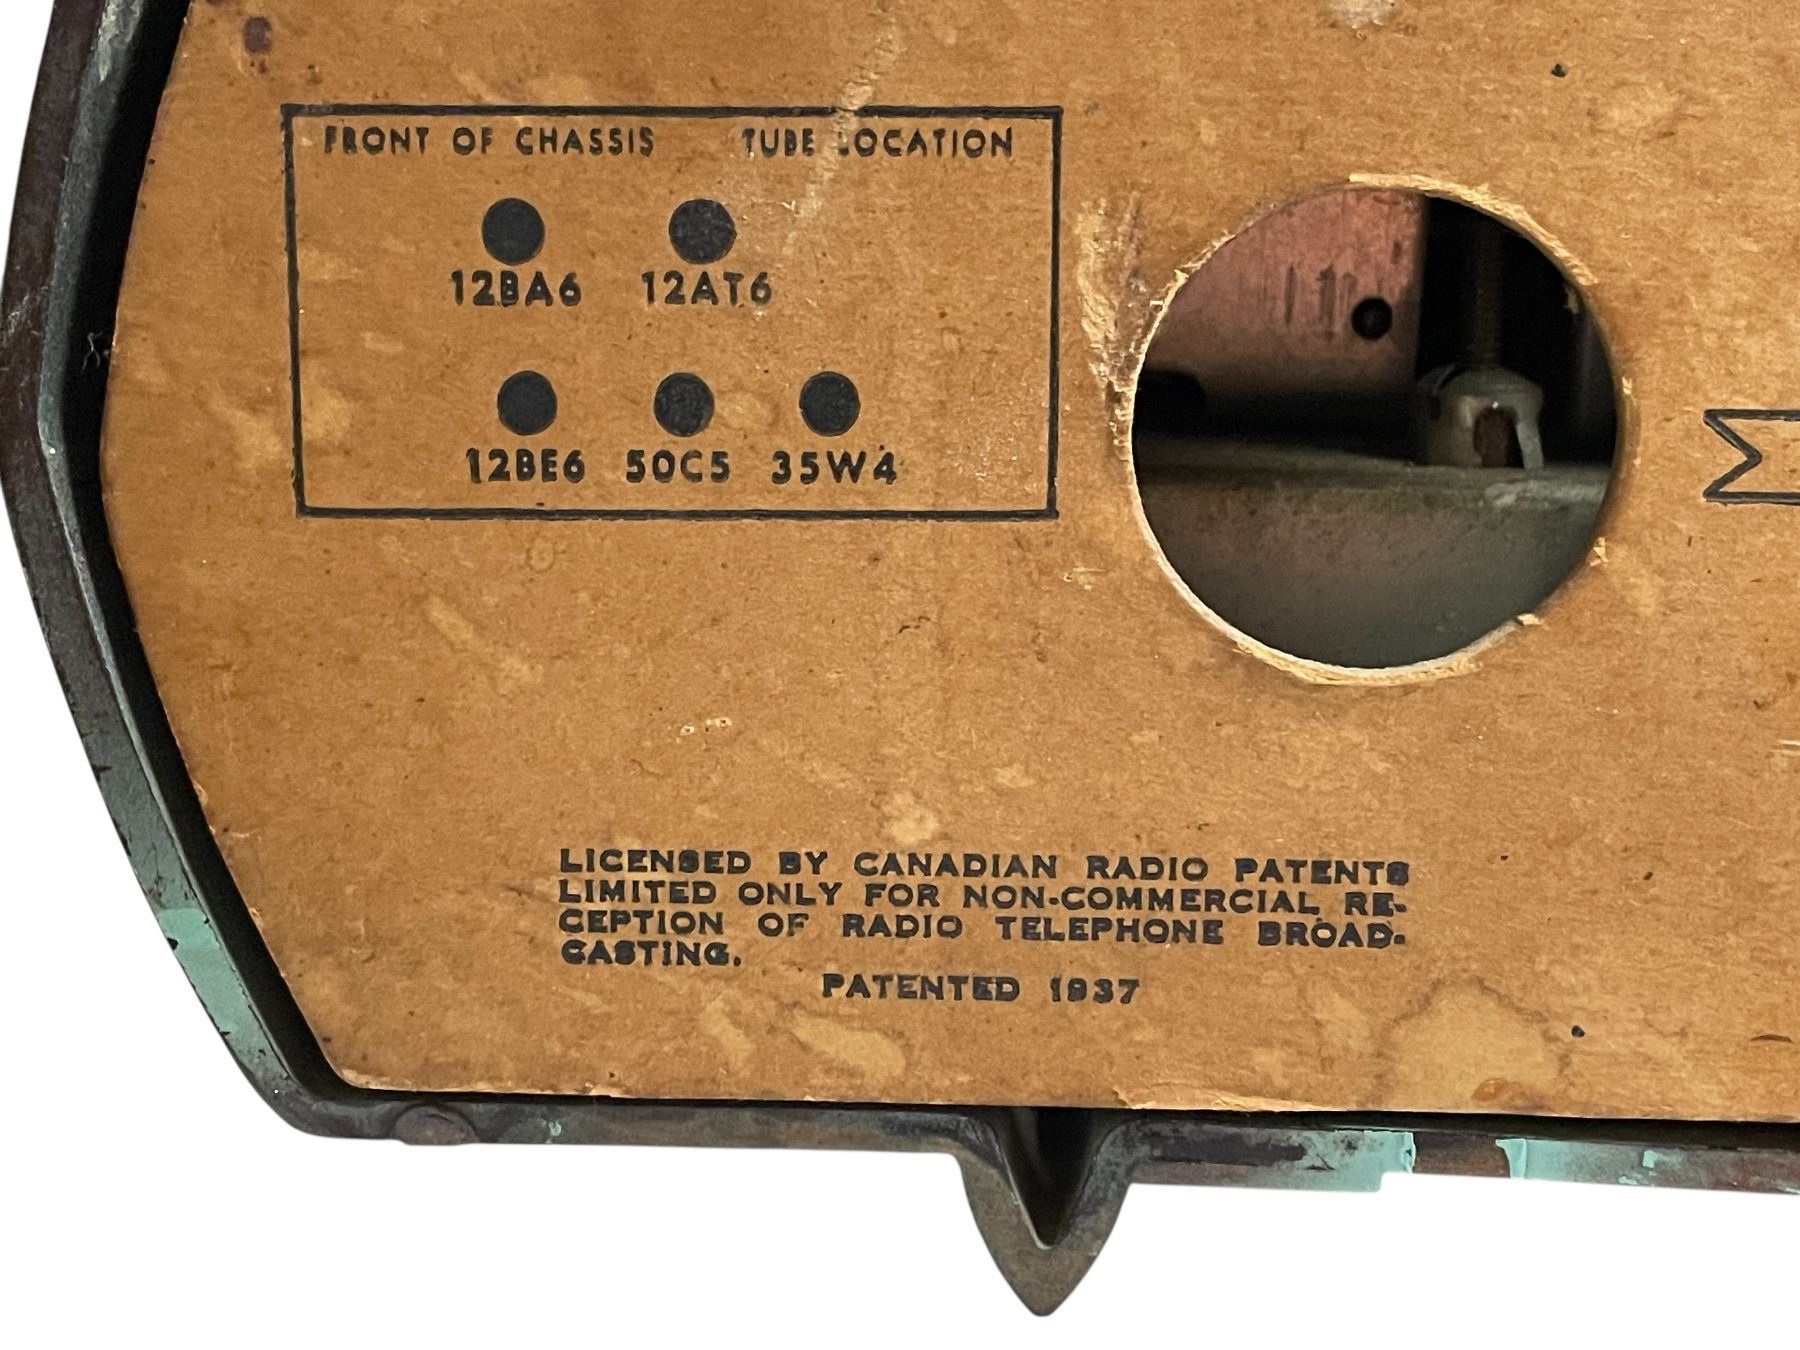 FRONT OF CHASSIS TUBE LOCATION
12BA6 12AT6
12BE6 50C5 35W4
LICENSED BY CANADIAN RADIO PATENTS
LIMITED ONLY FOR NON-COMMERCIAL RE-
CEPTION OF RADIO TELEPHONE BROAD-
CASTING.
PATENTED 1937